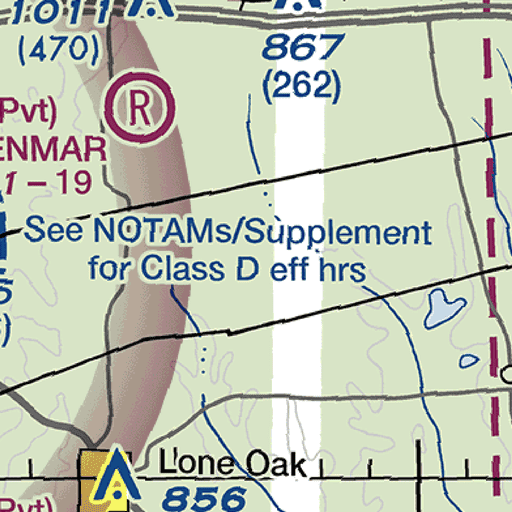 1011
(470)
867
(262)
R
Pvt)
ENMAR
1 – 19
See NOTAMs/Supplement
for Class D eff hrs
5
)
Lone Oak
856
Pvt)